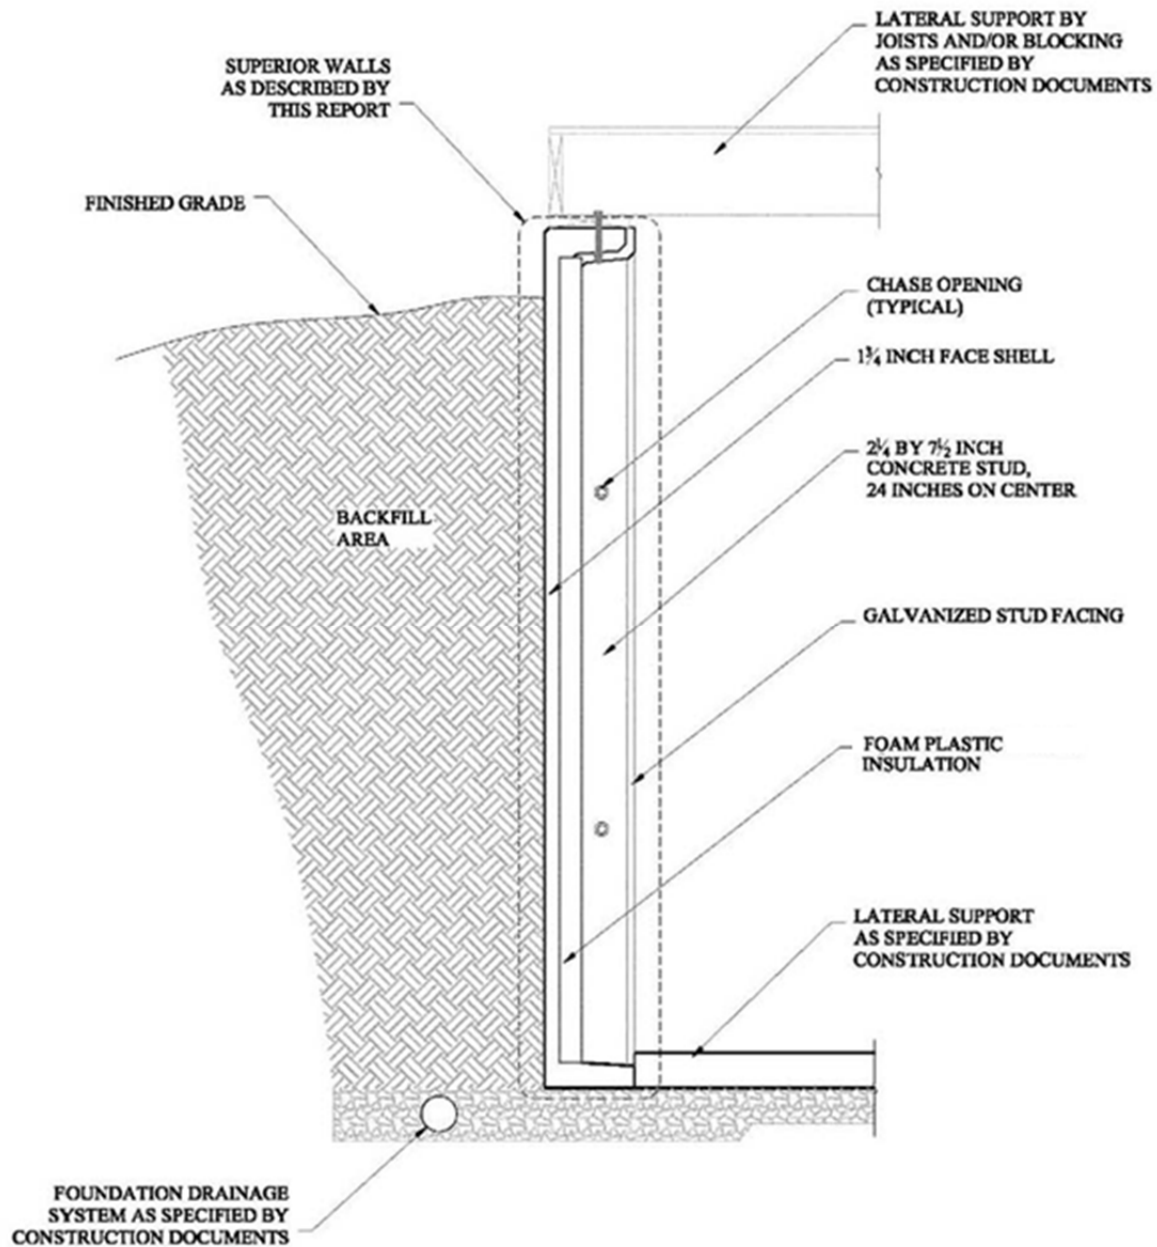 LATERAL SUPPORT BY
JOISTS AND/OR BLOCKING
AS SPECIFIED BY
CONSTRUCTION DOCUMENTS
SUPERIOR WALLS
AS DESCRIBED BY
THIS REPORT
FINISHED GRADE
CHASE OPENING
(TYPICAL)
1¾ INCH FACE SHELL
2¼ BY 7½ INCH
CONCRETE STUD,
24 INCHES ON CENTER
BACKFILL
AREA
GALVANIZED STUD FACING
FOAM PLASTIC
INSULATION
LATERAL SUPPORT
AS SPECIFIED BY
CONSTRUCTION DOCUMENTS
FOUNDATION DRAINAGE
SYSTEM AS SPECIFIED BY
CONSTRUCTION DOCUMENTS